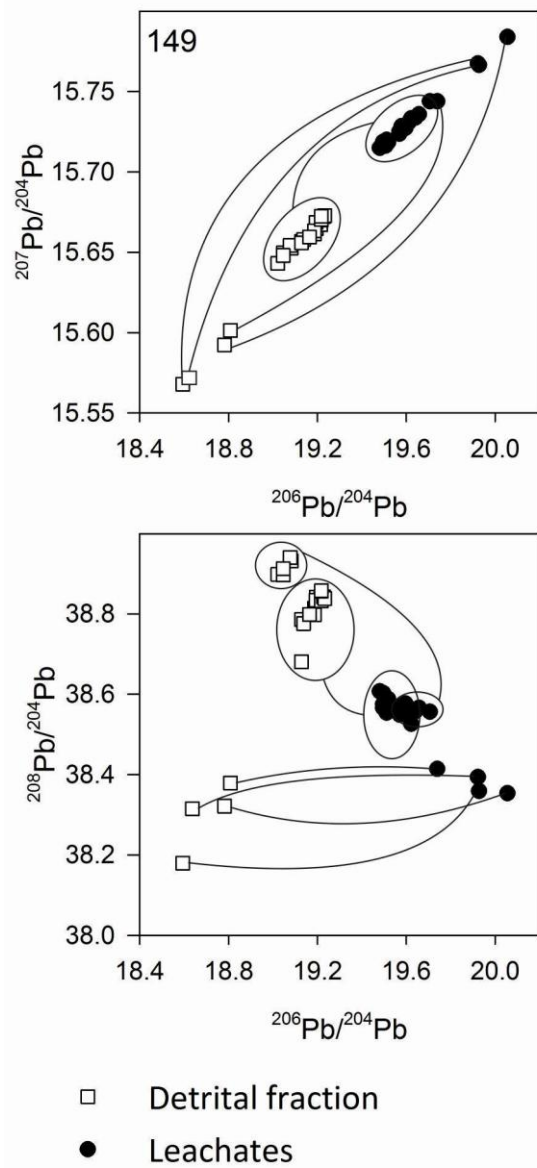 149
15.75
15.70
15.65
15.60
15.55
²⁰⁷Pb/²⁰⁴Pb
18.4 18.8 19.2 19.6 20.0
²⁰⁶Pb/²⁰⁴Pb
38.8
38.6
38.4
38.2
38.0
²⁰⁸Pb/²⁰⁴Pb
18.4 18.8 19.2 19.6 20.0
²⁰⁶Pb/²⁰⁴Pb
Detrital fraction
Leachates